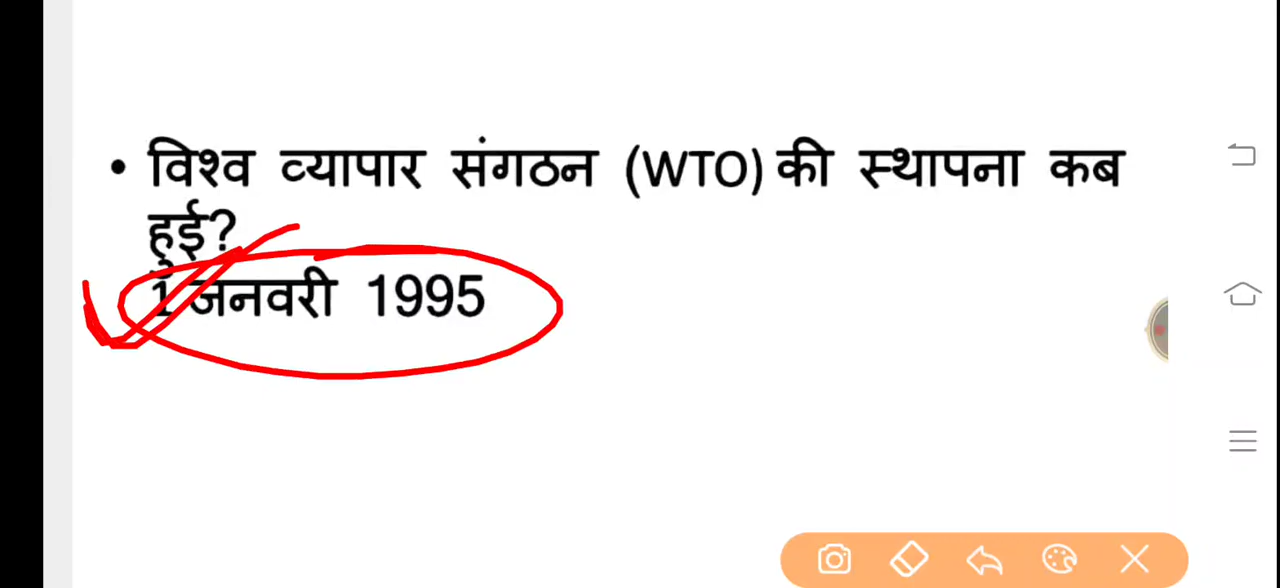 • विश्व व्यापार संगठन (WTO) की स्थापना कब
हुई?
1 जनवरी 1995